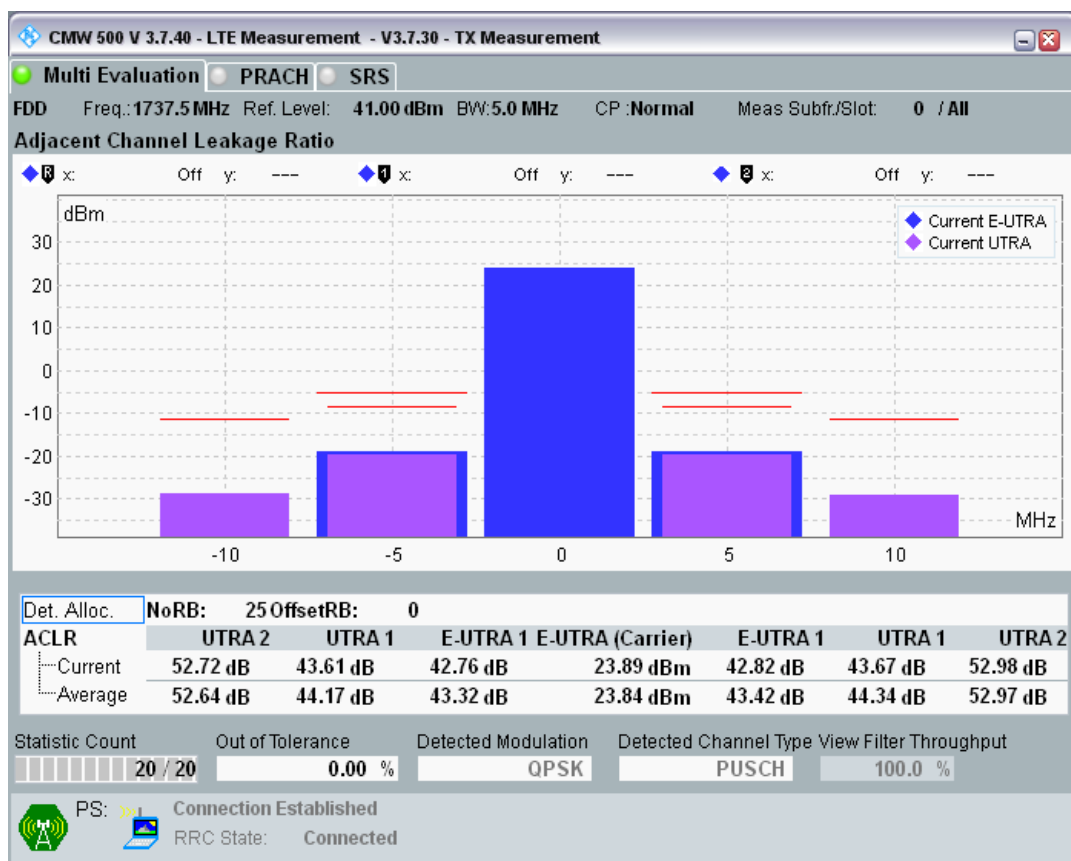 CMW 500 V 3.7.40 - LTE Measurement - V3.7.30 - TX Measurement
Multi Evaluation PRACH SRS
FDD Freq.: 1737.5 MHz Ref. Level: 41.00 dBm BW: 5.0 MHz CP : Normal Meas Subfr./Slot: 0 / All
Adjacent Channel Leakage Ratio
R x: Off y: --- 1 x: Off y: --- 2 x: Off y: ---
dBm
Current E-UTRA
Current UTRA
30
20
10
0
-10
-20
-30
MHz
-10 -5 0 5 10
Det. Alloc. NoRB: 25 OffsetRB: 0
ACLR UTRA 2 UTRA 1 E-UTRA 1 E-UTRA (Carrier) E-UTRA 1 UTRA 1 UTRA 2
Current 52.72 dB 43.61 dB 42.76 dB 23.89 dBm 42.82 dB 43.67 dB 52.98 dB
Average 52.64 dB 44.17 dB 43.32 dB 23.84 dBm 43.42 dB 44.34 dB 52.97 dB
Statistic Count Out of Tolerance Detected Modulation Detected Channel Type View Filter Throughput
20 / 20 0.00 % QPSK PUSCH 100.0 %
PS: Connection Established
RRC State: Connected